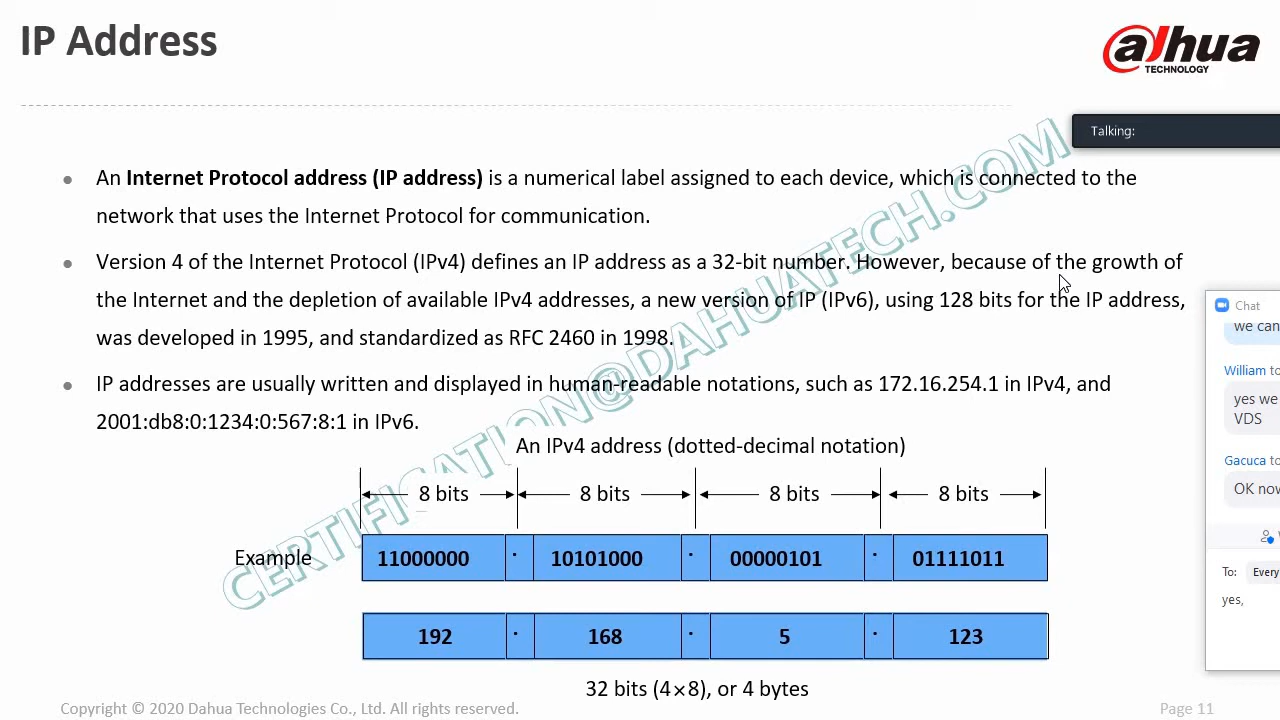 IP Address
alhua
TECHNOLOGY
Talking:
An Internet Protocol address (IP address) is a numerical label assigned to each device, which is connected to the
network that uses the Internet Protocol for communication.
Version 4 of the Internet Protocol (IPv4) defines an IP address as a 32-bit number. However, because of the growth of
the Internet and the depletion of available IPv4 addresses, a new version of IP (IPv6), using 128 bits for the IP address,
was developed in 1995, and standardized as RFC 2460 in 1998.
IP addresses are usually written and displayed in human-readable notations, such as 172.16.254.1 in IPv4, and
2001:db8:0:1234:0:567:8:1 in IPv6.
CERTIFICATION@DAHUATECH.COM
An IPv4 address (dotted-decimal notation)
8 bits 8 bits 8 bits 8 bits
Example 11000000 . 10101000 . 00000101 . 01111011
192 . 168 . 5 . 123
32 bits (4×8), or 4 bytes
Copyright © 2020 Dahua Technologies Co., Ltd. All rights reserved.
Page 11
Chat
we can
William to
yes we
VDS
Gacuca to
OK now
To: Every
yes,